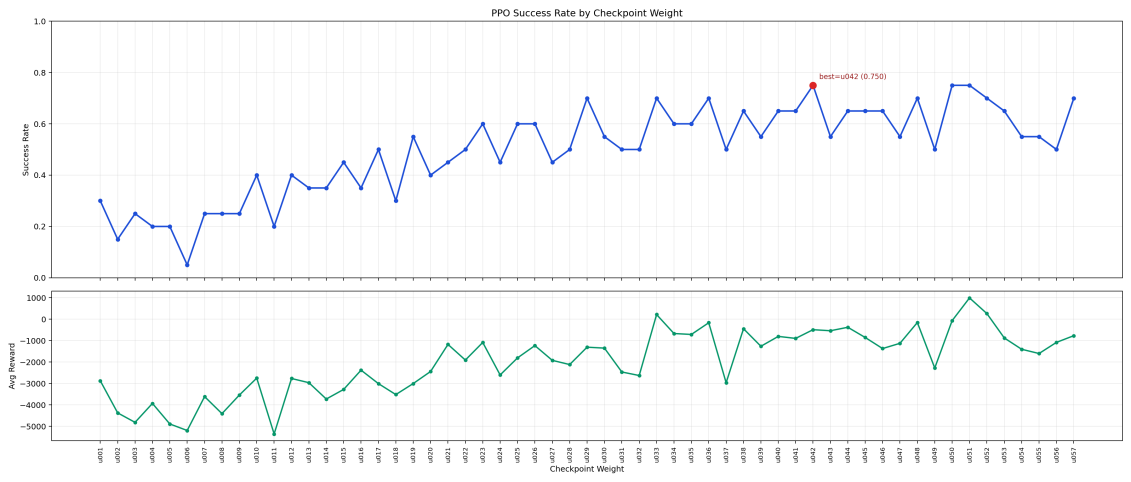 PPO Success Rate by Checkpoint Weight
1.0
0.8
0.6
0.4
0.2
0.0
Success Rate
best=u042 (0.750)
1000
0
−1000
−2000
−3000
−4000
−5000
Avg Reward
u001
u002
u003
u004
u005
u006
u007
u008
u009
u010
u011
u012
u013
u014
u015
u016
u017
u018
u019
u020
u021
u022
u023
u024
u025
u026
u027
u028
u029
u030
u031
u032
u033
u034
u035
u036
u037
u038
u039
u040
u041
u042
u043
u044
u045
u046
u047
u048
u049
u050
u051
u052
u053
u054
u055
u056
u057
Checkpoint Weight